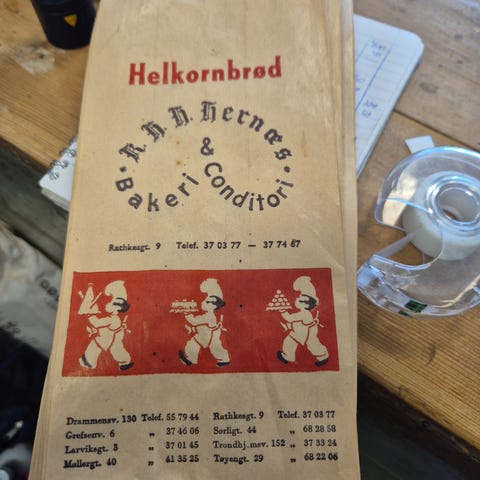 Helkornbrød
R. H. H. Hernæs
&
Bakeri Conditori
Rathkesgt. 9 Telef. 37 03 77 — 37 74 67
Drammensv. 130 Telef. 55 79 44 Rathkesgt. 9 Telef. 37 03 77
Grefsenv. 6 „ 37 46 06 Sørligt. 44 „ 68 28 58
Larviksgt. 3 „ 37 01 45 Trondhj.msv. 152 „ 37 33 24
Møllergt. 40 „ 41 35 25 Tøyengt. 29 „ 68 22 06